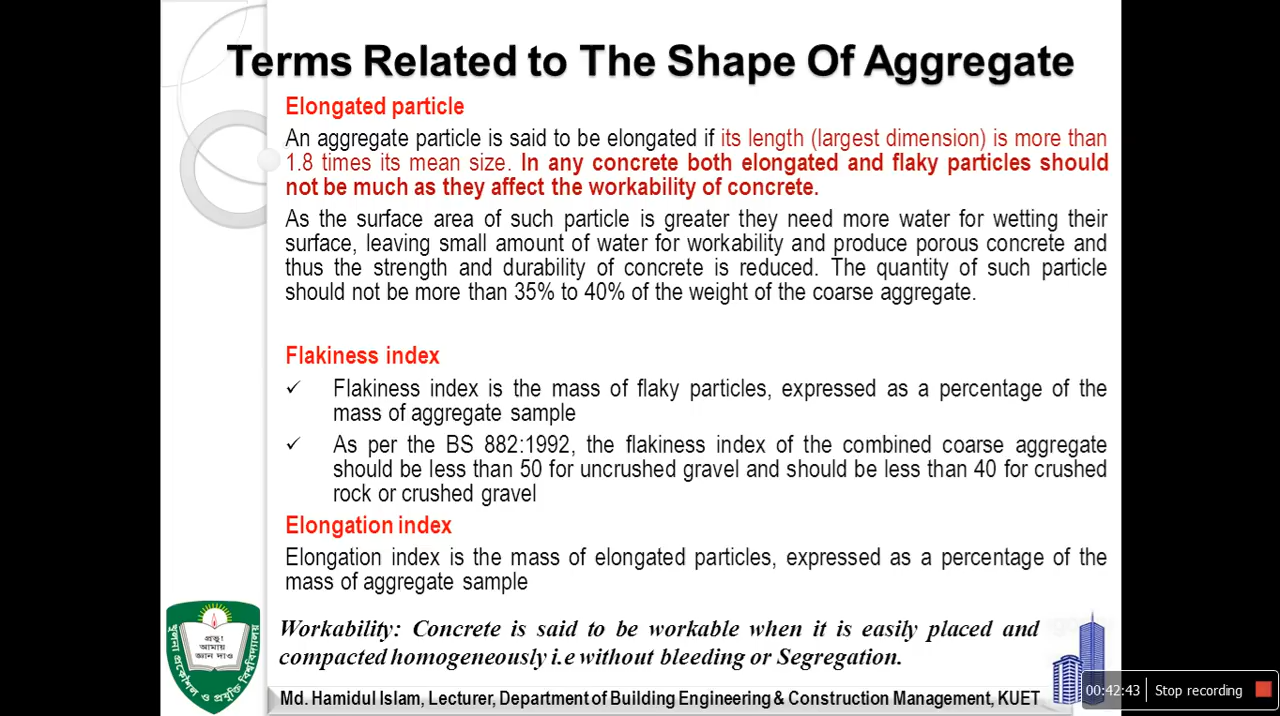 Terms Related to The Shape Of Aggregate
Elongated particle
An aggregate particle is said to be elongated if its length (largest dimension) is more than
1.8 times its mean size. In any concrete both elongated and flaky particles should
not be much as they affect the workability of concrete.
As the surface area of such particle is greater they need more water for wetting their
surface, leaving small amount of water for workability and produce porous concrete and
thus the strength and durability of concrete is reduced. The quantity of such particle
should not be more than 35% to 40% of the weight of the coarse aggregate.
Flakiness index
✓ Flakiness index is the mass of flaky particles, expressed as a percentage of the
mass of aggregate sample
✓ As per the BS 882:1992, the flakiness index of the combined coarse aggregate
should be less than 50 for uncrushed gravel and should be less than 40 for crushed
rock or crushed gravel
Elongation index
Elongation index is the mass of elongated particles, expressed as a percentage of the
mass of aggregate sample
Workability: Concrete is said to be workable when it is easily placed and
compacted homogeneously i.e without bleeding or Segregation.
প্রভু!
আমায়
জ্ঞান দাও
খুলনা প্রকৌশল ও প্রযুক্তি বিশ্ববিদ্যালয়
Md. Hamidul Islam, Lecturer, Department of Building Engineering & Construction Management, KUET
00:42:43
Stop recording